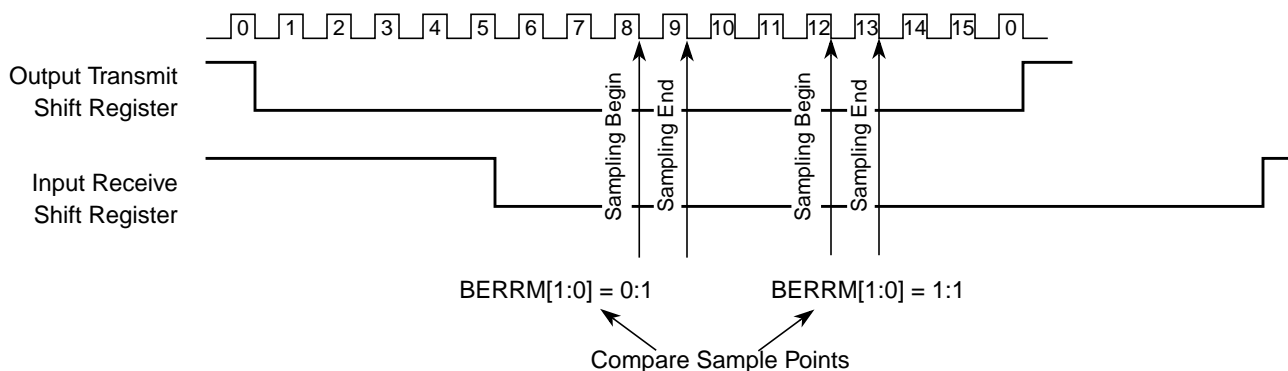 0 1 2 3 4 5 6 7 8 9 10 11 12 13 14 15 0
Output Transmit
Shift Register
Input Receive
Shift Register
Sampling Begin
Sampling End
Sampling Begin
Sampling End
BERRM[1:0] = 0:1
BERRM[1:0] = 1:1
Compare Sample Points